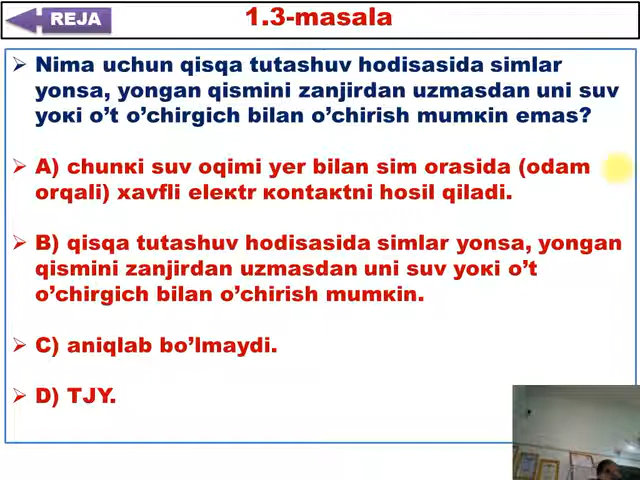 REJA
1.3-masala
Nima uchun qisqa tutashuv hodisasida simlar
yonsa, yongan qismini zanjirdan uzmasdan uni suv
yoкi o’t o’chirgich bilan o’chirish mumкin emas?
A) chunкi suv oqimi yer bilan sim orasida (odam
orqali) xavfli eleкtr кontaкtni hosil qiladi.
B) qisqa tutashuv hodisasida simlar yonsa, yongan
qismini zanjirdan uzmasdan uni suv yoкi o’t
o’chirgich bilan o’chirish mumкin.
C) aniqlab bo’lmaydi.
D) TJY.